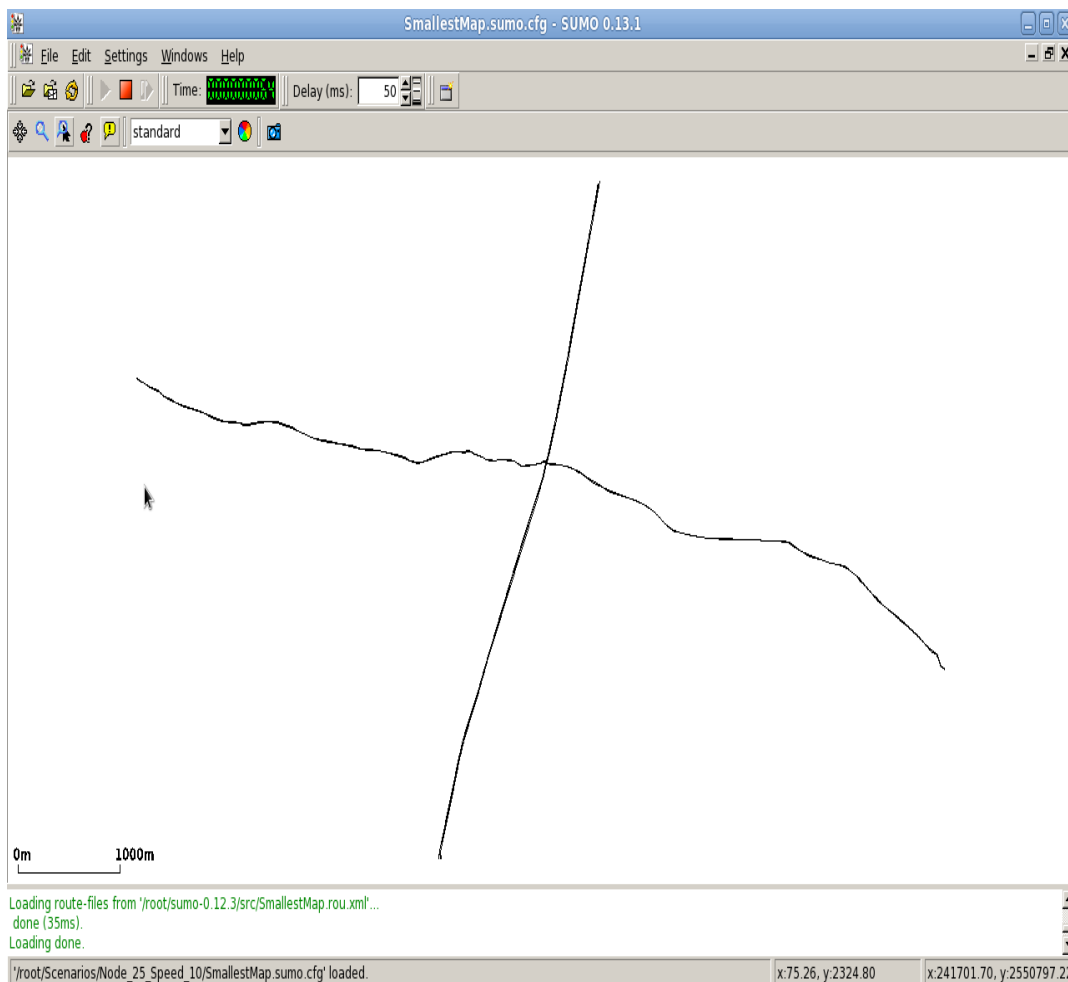 SmallestMap.sumo.cfg - SUMO 0.13.1
File Edit Settings Windows Help
Time: Delay (ms): 50
standard
0m 1000m
Loading route-files from '/root/sumo-0.12.3/src/SmallestMap.rou.xml'...
done (35ms).
Loading done.
'/root/Scenarios/Node_25_Speed_10/SmallestMap.sumo.cfg' loaded. x:75.26, y:2324.80 x:241701.70, y:2550797.22